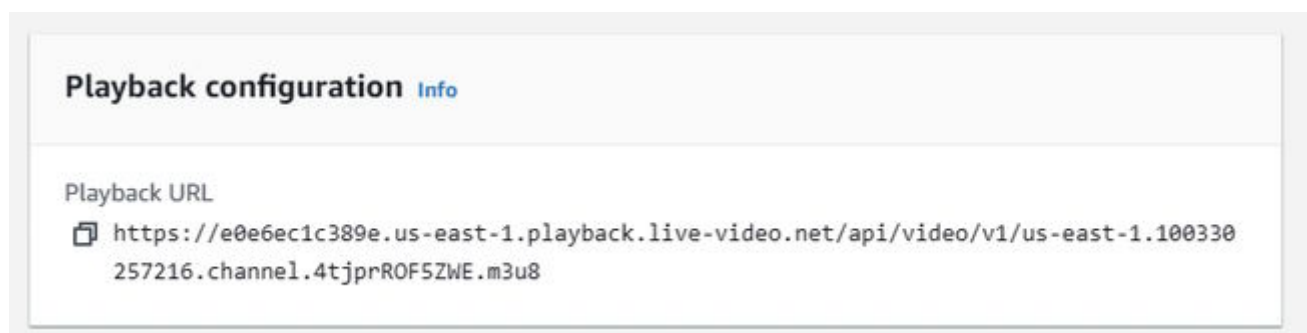 Playback configuration Info
Playback URL
https://e0e6ec1c389e.us-east-1.playback.live-video.net/api/video/v1/us-east-1.100330
257216.channel.4tjprROF5ZWE.m3u8